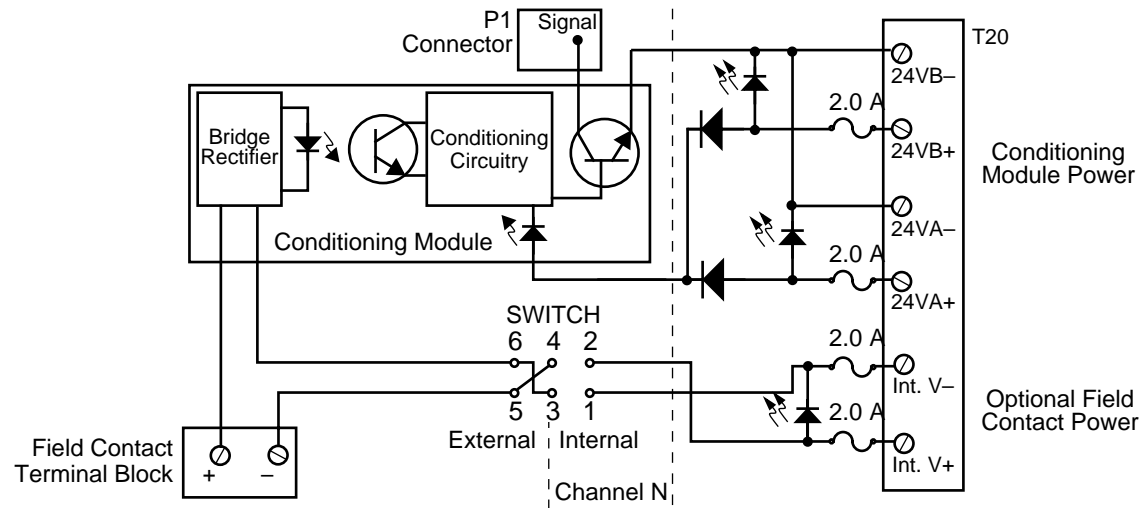 P1
Connector
Signal
T20
24VB–
2.0 A
24VB+
Bridge
Rectifier
Conditioning
Circuitry
Conditioning
Module Power
24VA–
Conditioning Module
2.0 A
24VA+
SWITCH
6 4 2
2.0 A
Int. V–
5 3 1
2.0 A
Optional Field
Contact Power
External Internal
Field Contact
Terminal Block
+ –
Int. V+
Channel N